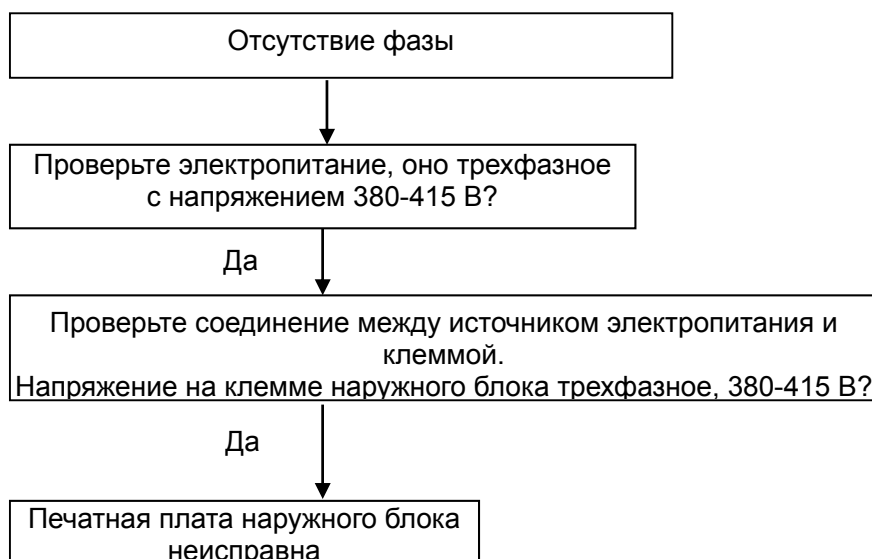 Отсутствие фазы
Проверьте электропитание, оно трехфазное
с напряжением 380-415 В?
Да
Проверьте соединение между источником электропитания и
клеммой.
Напряжение на клемме наружного блока трехфазное, 380-415 В?
Да
Печатная плата наружного блока
неисправна